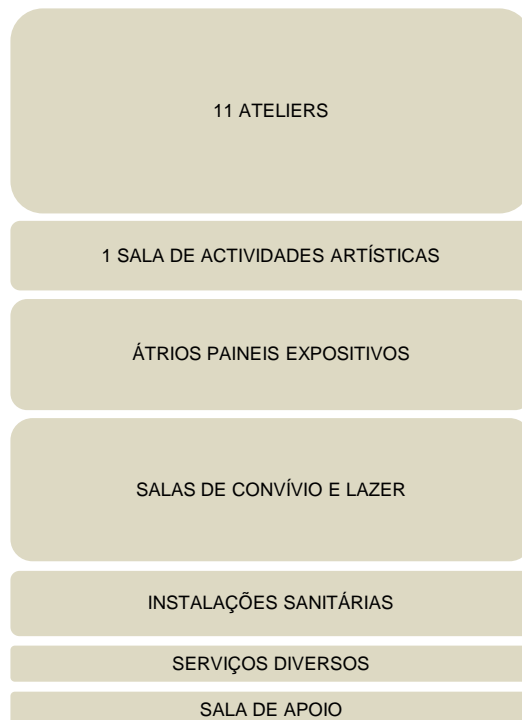 11 ATELIERS
1 SALA DE ACTIVIDADES ARTÍSTICAS
ÁTRIOS PAINEIS EXPOSITIVOS
SALAS DE CONVÍVIO E LAZER
INSTALAÇÕES SANITÁRIAS
SERVIÇOS DIVERSOS
SALA DE APOIO